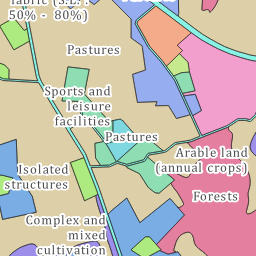 fabric (S.L. :
50% - 80%)
Pastures
Sports and
leisure
facilities
Pastures
Arable land
(annual crops)
Isolated
structures
Forests
Complex and
mixed
cultivation